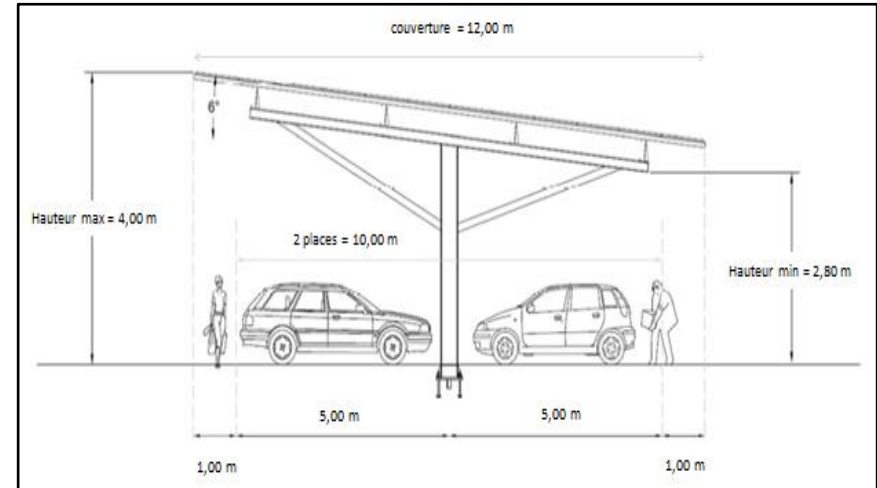 couverture = 12,00 m
6°
Hauteur max = 4,00 m
2 places = 10,00 m
Hauteur min = 2,80 m
5,00 m
5,00 m
1,00 m
1,00 m